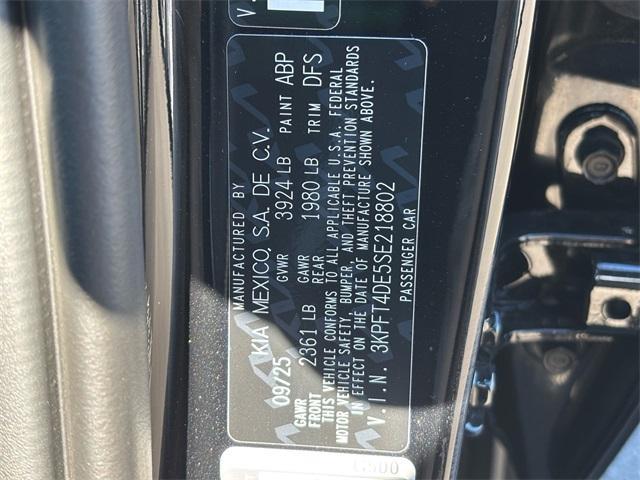 MANUFACTURED BY
09/25 KIA MEXICO, S.A. DE C.V.
GVWR 3924 LB PAINT ABP
GAWR FRONT 2361 LB GAWR REAR 1980 LB TRIM DFS
THIS VEHICLE CONFORMS TO ALL APPLICABLE U.S.A. FEDERAL
MOTOR VEHICLE SAFETY, BUMPER, AND THEFT PREVENTION STANDARDS
IN EFFECT ON THE DATE OF MANUFACTURE SHOWN ABOVE.
V.I.N. 3KPFT4DE5SE218802
PASSENGER CAR